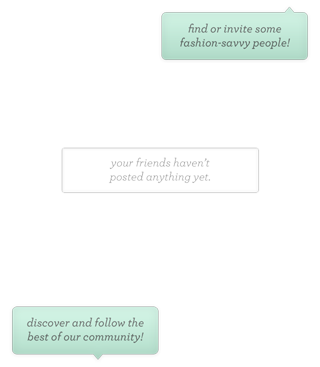 find or invite some
fashion-savvy people!
your friends haven't
posted anything yet.
discover and follow the
best of our community!